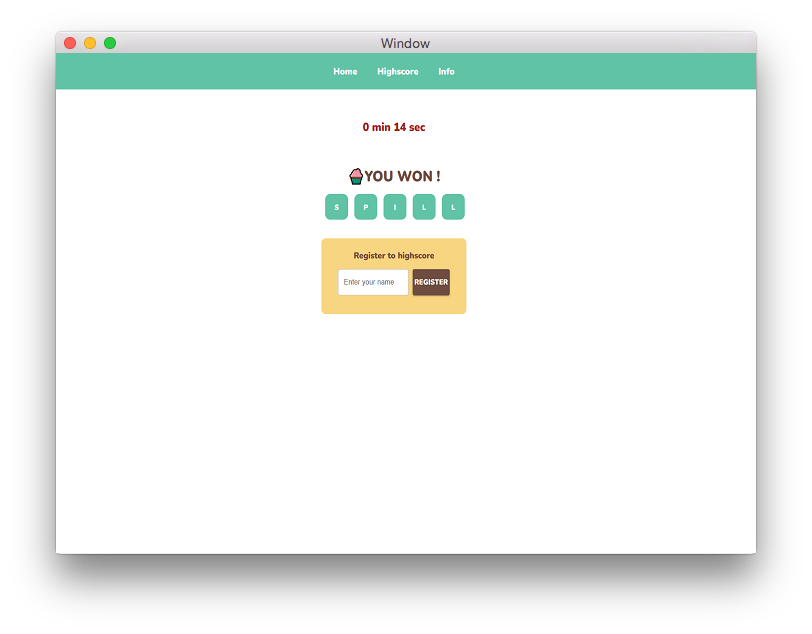 Window
Home Highscore Info
0 min 14 sec
YOU WON !
S P I L L
Register to highscore
Enter your name REGISTER